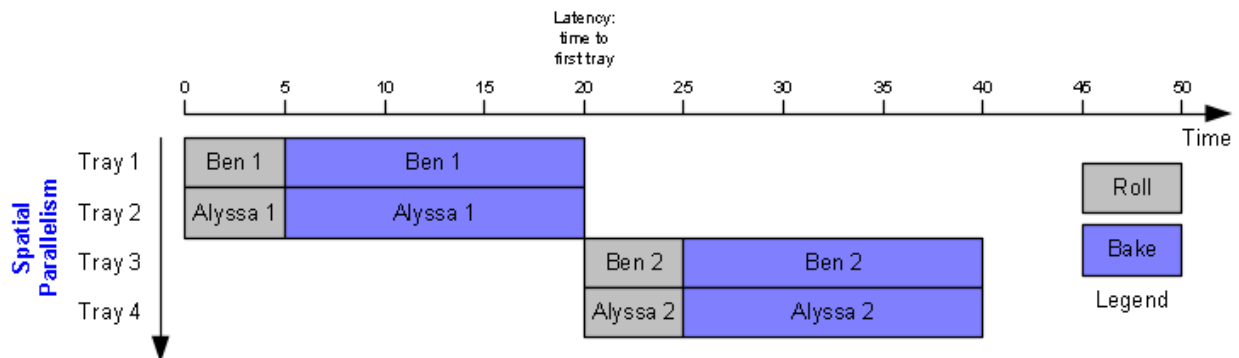 Latency:
time to
first tray
0 5 10 15 20 25 30 35 40 45 50
Time
Spatial
Parallelism
Tray 1 Ben 1 Ben 1
Tray 2 Alyssa 1 Alyssa 1
Tray 3 Ben 2 Ben 2
Tray 4 Alyssa 2 Alyssa 2
Roll
Bake
Legend